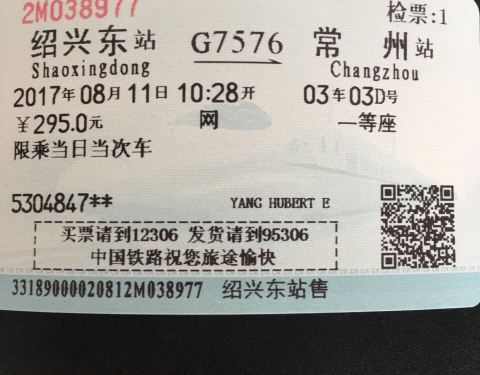 2M038977 检票:1
绍兴东站 G7576 常州站
Shaoxingdong Changzhou
2017年08月11日 10:28开 03车03D号
￥295.0元 网 一等座
限乘当日当次车
5304847** YANG HUBERT E
买票请到12306 发货请到95306
中国铁路祝您旅途愉快
33189000020812M038977 绍兴东站售